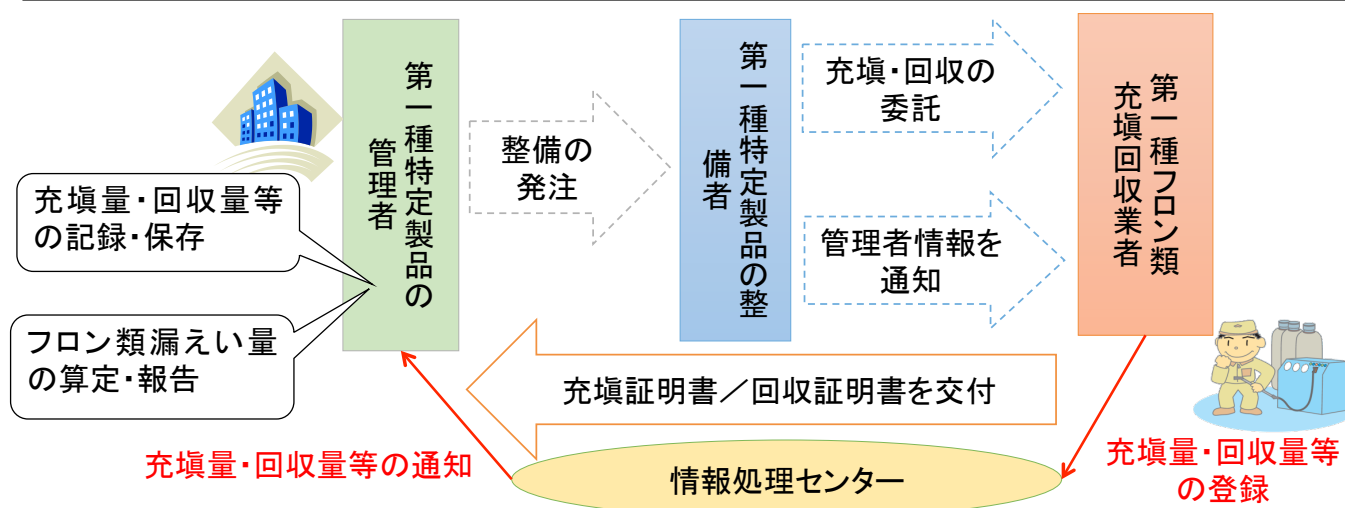 第一種特定製品の
管理者
充塡量・回収量等
の記録・保存
フロン類漏えい量
の算定・報告
整備の
発注
第一種特定製品の整
備者
充塡・回収の
委託
管理者情報を
通知
第一種フロン類
充塡回収業者
充塡証明書／回収証明書を交付
充塡量・回収量等の通知
情報処理センター
充塡量・回収量等
の登録